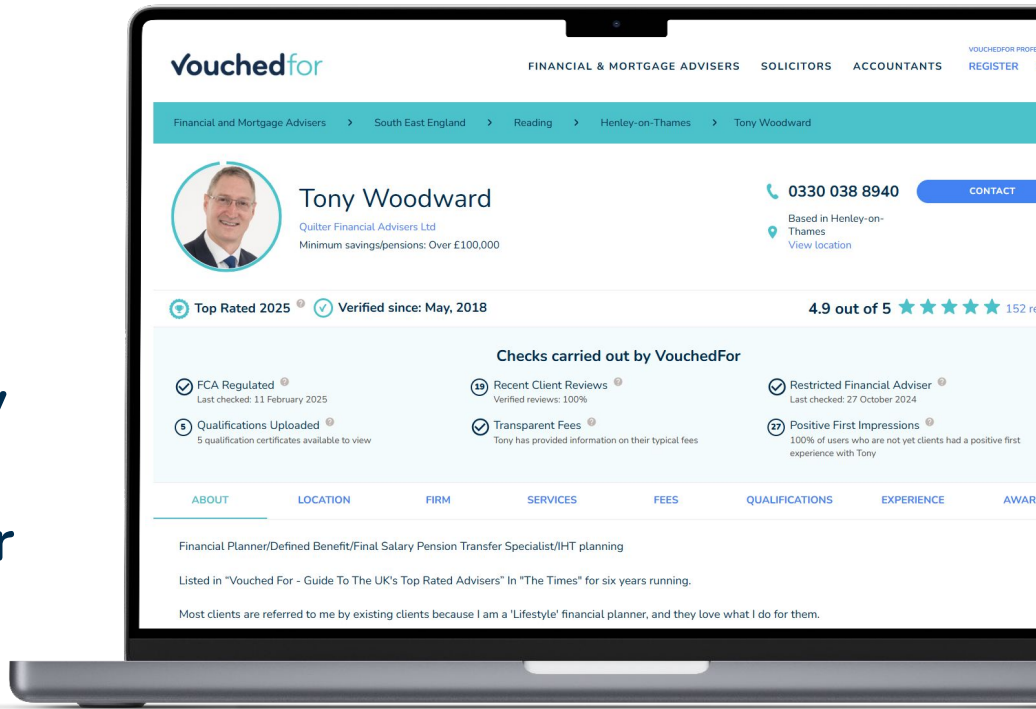 vouchedfor
FINANCIAL & MORTGAGE ADVISERS SOLICITORS ACCOUNTANTS
REGISTER
Financial and Mortgage Advisers > South East England > Reading > Henley-on-Thames > Tony Woodward
Tony Woodward
Quilter Financial Advisers Ltd
Minimum savings/pensions: Over £100,000
0330 038 8940
CONTACT
Based in Henley-on-
Thames
View location
Top Rated 2025
Verified since: May, 2018
4.9 out of 5
152 re
Checks carried out by VouchedFor
FCA Regulated
Last checked: 11 February 2025
19 Recent Client Reviews
Verified reviews: 100%
Restricted Financial Adviser
Last checked: 27 October 2024
5 Qualifications Uploaded
5 qualification certificates available to view
Transparent Fees
Tony has provided information on their typical fees
27 Positive First Impressions
100% of users who are not yet clients had a positive first
experience with Tony
ABOUT LOCATION FIRM SERVICES FEES QUALIFICATIONS EXPERIENCE AWAR
Financial Planner/Defined Benefit/Final Salary Pension Transfer Specialist/IHT planning
Listed in “Vouched For - Guide To The UK's Top Rated Advisers” In "The Times" for six years running.
Most clients are referred to me by existing clients because I am a 'Lifestyle' financial planner, and they love what I do for them.